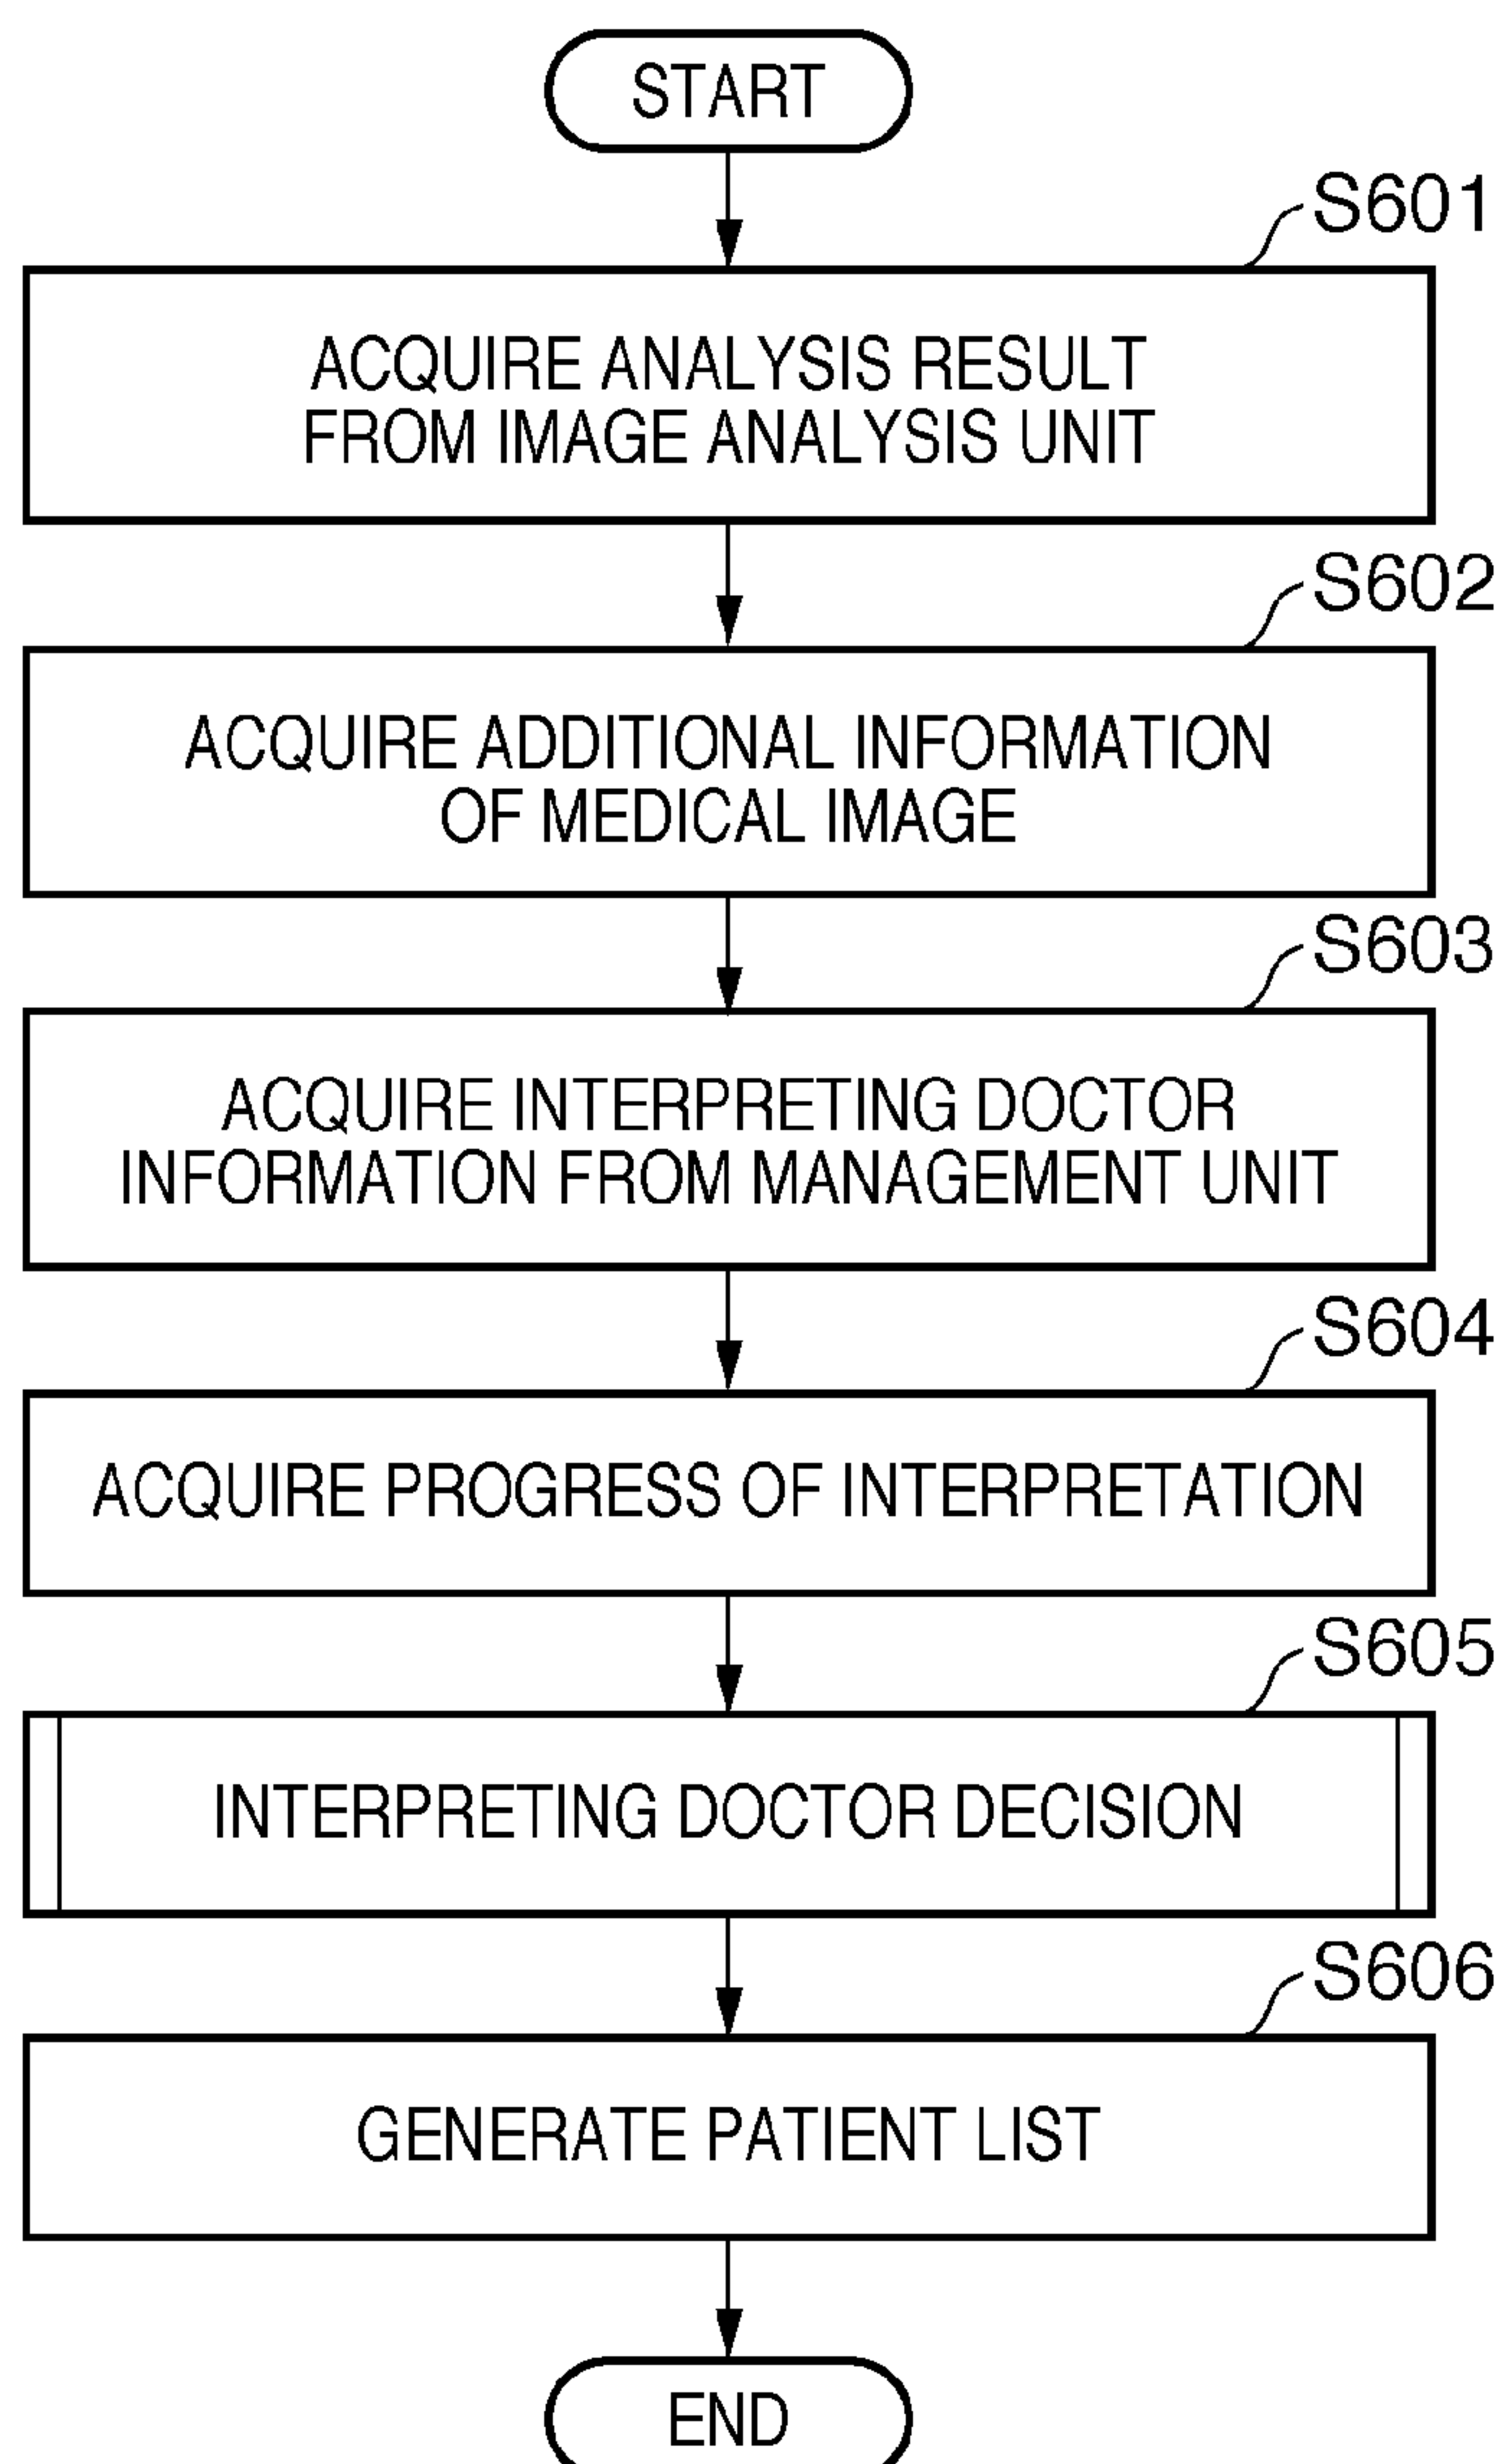 START
S601
ACQUIRE ANALYSIS RESULT
FROM IMAGE ANALYSIS UNIT
S602
ACQUIRE ADDITIONAL INFORMATION
OF MEDICAL IMAGE
S603
ACQUIRE INTERPRETING DOCTOR
INFORMATION FROM MANAGEMENT UNIT
S604
ACQUIRE PROGRESS OF INTERPRETATION
S605
INTERPRETING DOCTOR DECISION
S606
GENERATE PATIENT LIST
END